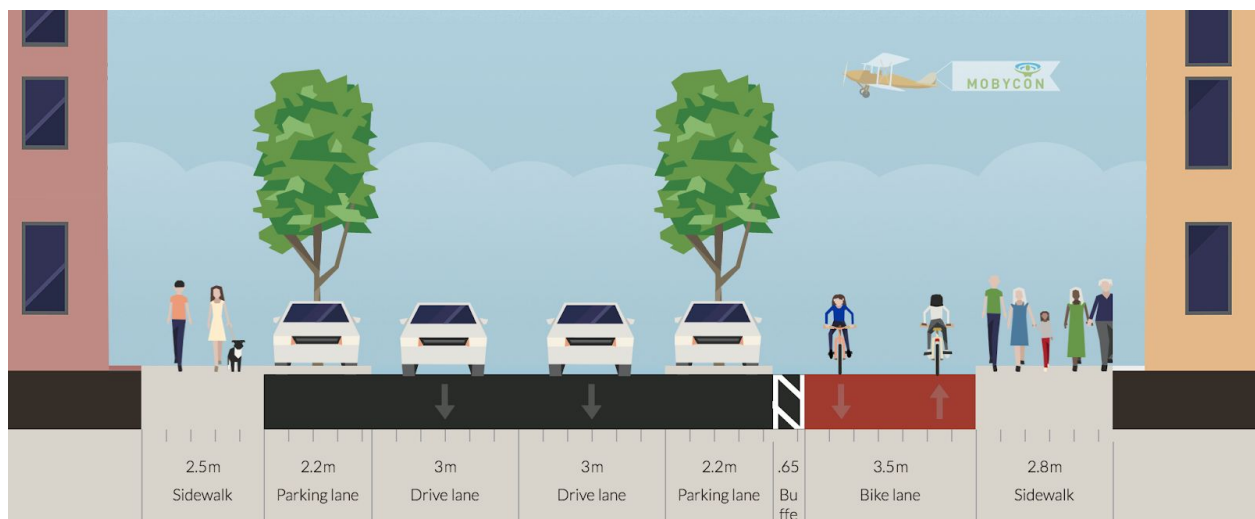 MOBYCON
2.5m
Sidewalk
2.2m
Parking lane
3m
Drive lane
3m
Drive lane
2.2m
Parking lane
.65
Bu
ffe
3.5m
Bike lane
2.8m
Sidewalk